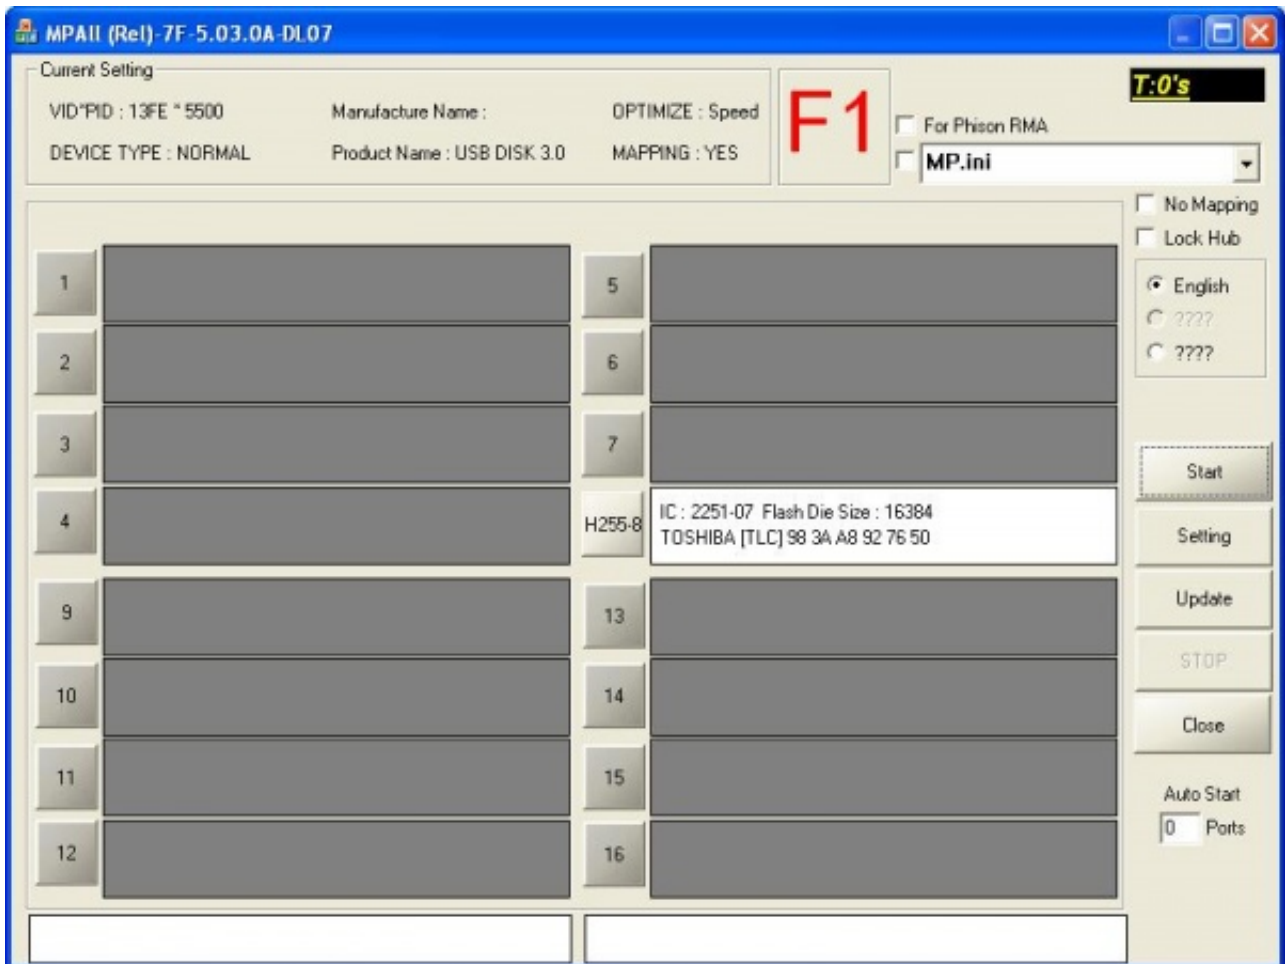 MPAll (Rel)-7F-5.03.0A-DL07
Current Setting
VID*PID : 13FE * 5500 Manufacture Name : OPTIMIZE : Speed
DEVICE TYPE : NORMAL Product Name : USB DISK 3.0 MAPPING : YES
F1
T:0's
For Phison RMA
MP.ini
No Mapping
Lock Hub
English
????
????
1
2
3
4
5
6
7
H255-8
IC : 2251-07 Flash Die Size : 16384
TOSHIBA [TLC] 98 3A A8 92 76 50
9
10
11
12
13
14
15
16
Start
Setting
Update
STOP
Close
Auto Start
0 Ports